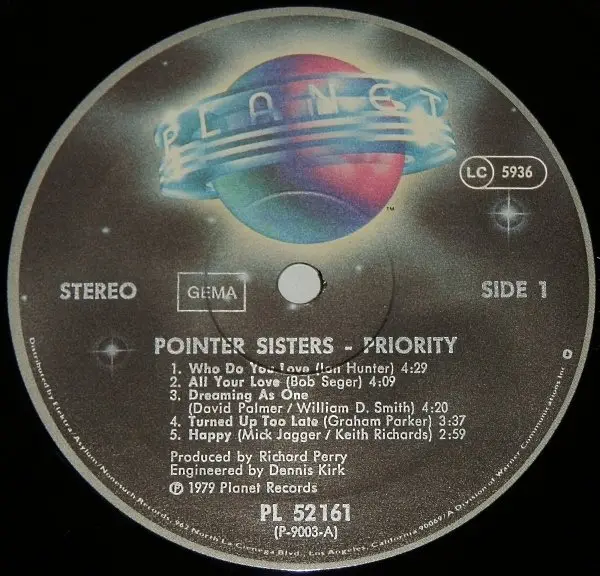 PLANET
TM
LC 5936
STEREO
GEMA
SIDE 1
POINTER SISTERS - PRIORITY
1. Who Do You Love (Ian Hunter) 4:29
2. All Your Love (Bob Seger) 4:09
3. Dreaming As One
(David Palmer / William D. Smith) 4:20
4. Turned Up Too Late (Graham Parker) 3:37
5. Happy (Mick Jagger / Keith Richards) 2:59
Produced by Richard Perry
Engineered by Dennis Kirk
Ⓟ 1979 Planet Records
PL 52161
(P-9003-A)
Distributed by Elektra/Asylum/Nonesuch Records, 962 North La Cienega Blvd., Los Angeles, California 90069/A Division of Warner Communications Inc.